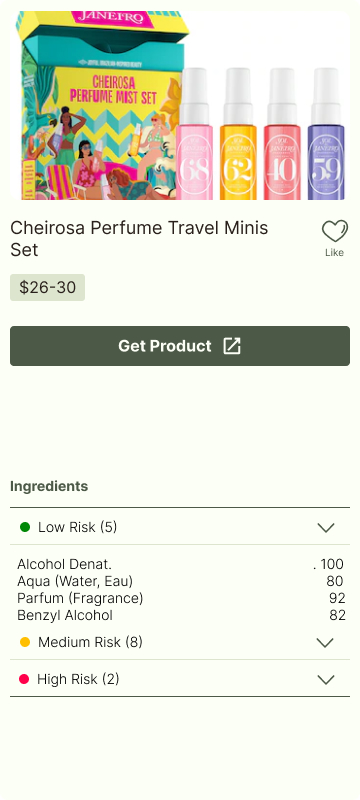 JANEIRO
CHEIROSA
PERFUME MIST SET
68
62
40
59
Cheirosa Perfume Travel Minis
Set
Like
$26-30
Get Product
Ingredients
Low Risk (5)
Alcohol Denat. . 100
Aqua (Water, Eau) 80
Parfum (Fragrance) 92
Benzyl Alcohol 82
Medium Risk (8)
High Risk (2)